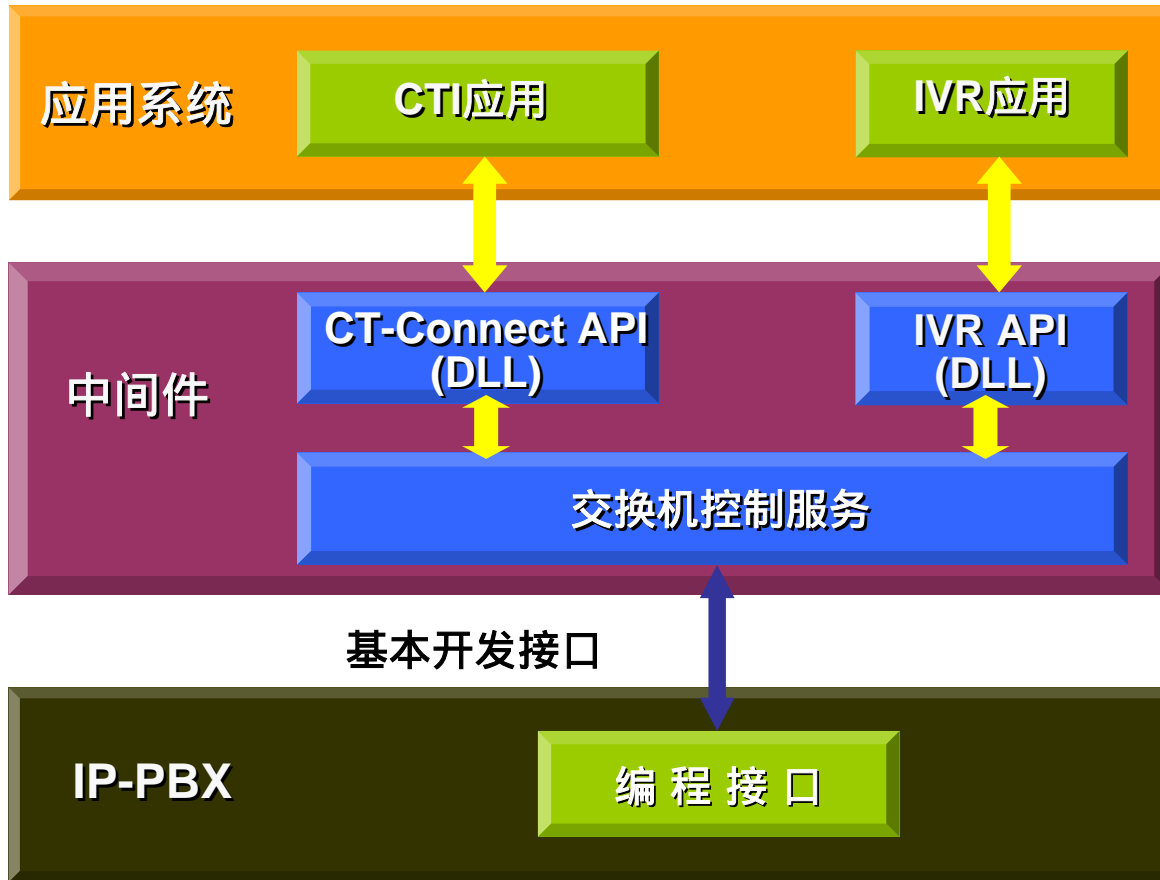 应用系统
CTI应用
IVR应用
中间件
CT-Connect API
(DLL)
IVR API
(DLL)
交换机控制服务
基本开发接口
IP-PBX
编 程 接 口